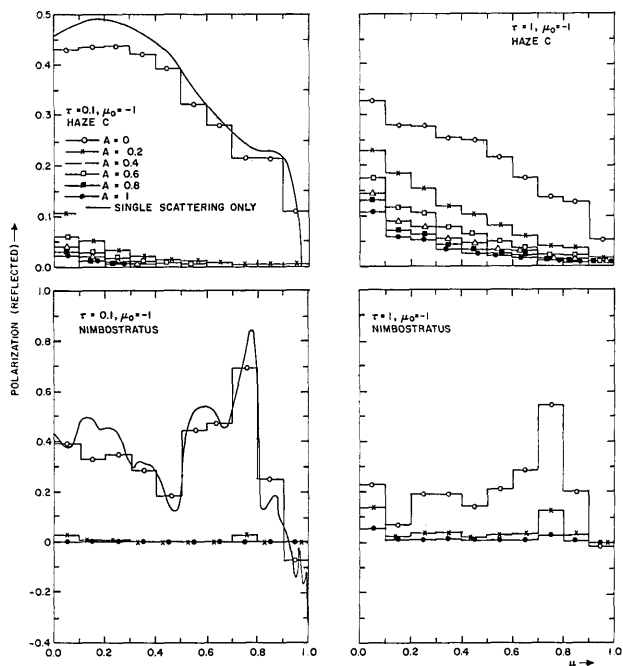 0.5
0.4
0.3
0.2
0.1
0.0
τ = 0.1, μ₀ = -1
HAZE C
A = 0
A = 0.2
A = 0.4
A = 0.6
A = 0.8
A = 1
SINGLE SCATTERING ONLY
τ = 1, μ₀ = -1
HAZE C
POLARIZATION (REFLECTED) →
1.0
0.8
0.6
0.4
0.2
0
-0.2
-0.4
τ = 0.1, μ₀ = -1
NIMBOSTRATUS
0.0 0.2 0.4 0.6 0.8 1.0
τ = 1, μ₀ = -1
NIMBOSTRATUS
0.0 0.2 0.4 0.6 0.8 1.0
μ →